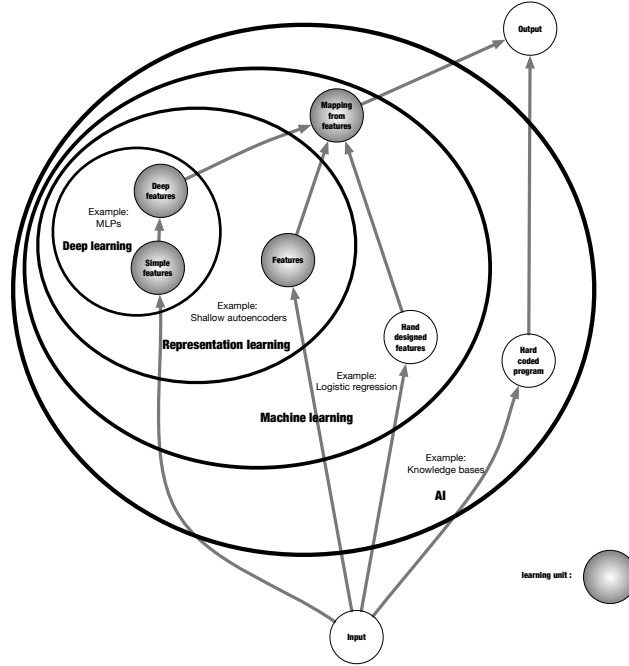 Output
Mapping
from
features
Deep
features
Example:
MLPs
Deep learning
Simple
features
Features
Example:
Shallow autoencoders
Representation learning
Hand
designed
features
Example:
Logistic regression
Machine learning
Hard
coded
program
Example:
Knowledge bases
AI
learning unit :
Input